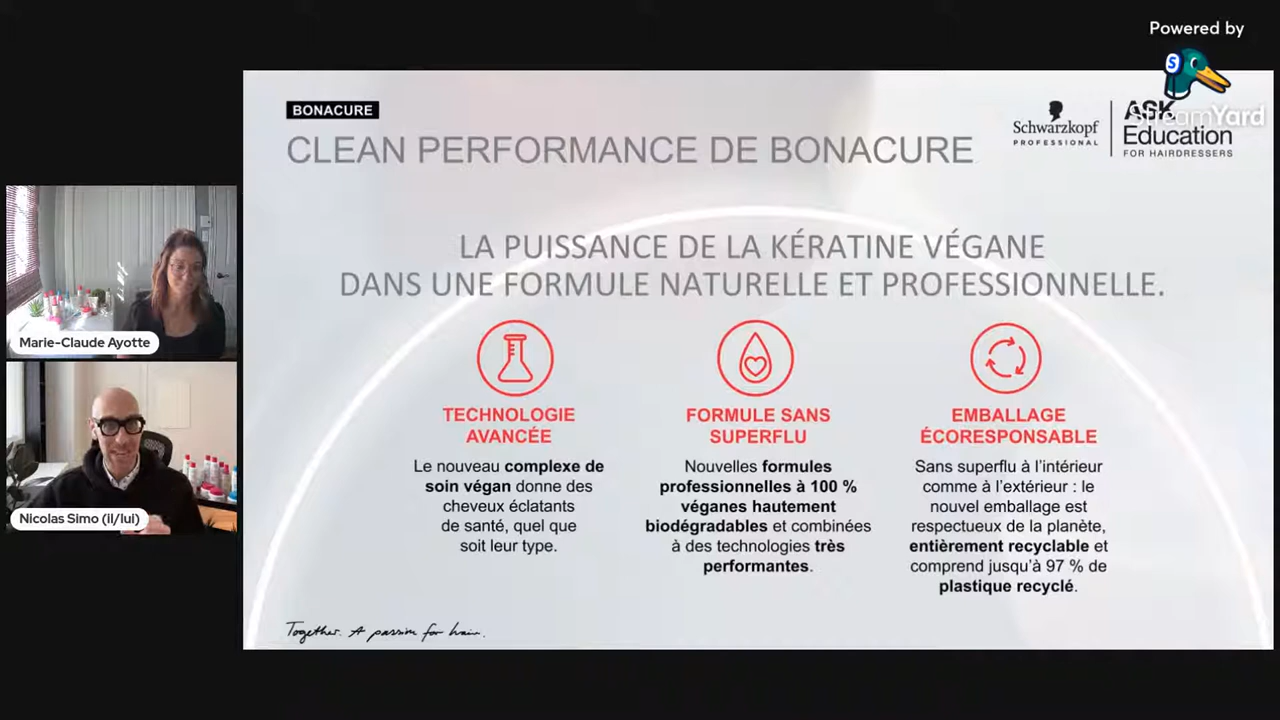 Powered by
StreamYard
BONACURE
CLEAN PERFORMANCE DE BONACURE
Schwarzkopf
PROFESSIONAL
ASK
Education
FOR HAIRDRESSERS
LA PUISSANCE DE LA KÉRATINE VÉGANE
DANS UNE FORMULE NATURELLE ET PROFESSIONNELLE.
TECHNOLOGIE
AVANCÉE
Le nouveau complexe de
soin végan donne des
cheveux éclatants
de santé, quel que
soit leur type.
FORMULE SANS
SUPERFLU
Nouvelles formules
professionnelles à 100 %
véganes hautement
biodégradables et combinées
à des technologies très
performantes.
EMBALLAGE
ÉCORESPONSABLE
Sans superflu à l'intérieur
comme à l'extérieur : le
nouvel emballage est
respectueux de la planète,
entièrement recyclable et
comprend jusqu'à 97 % de
plastique recyclé.
Together. A passion for hair.
Marie-Claude Ayotte
Nicolas Simo (il/lui)